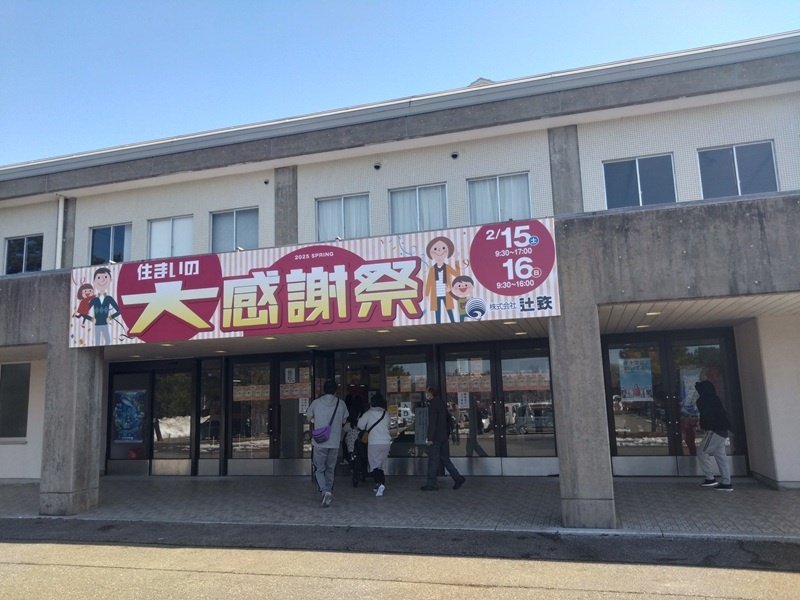 2025 SPRING
住まいの
大感謝祭
2/15土
9:30~17:00
16日
9:30~16:00
株式会社 辻鉄